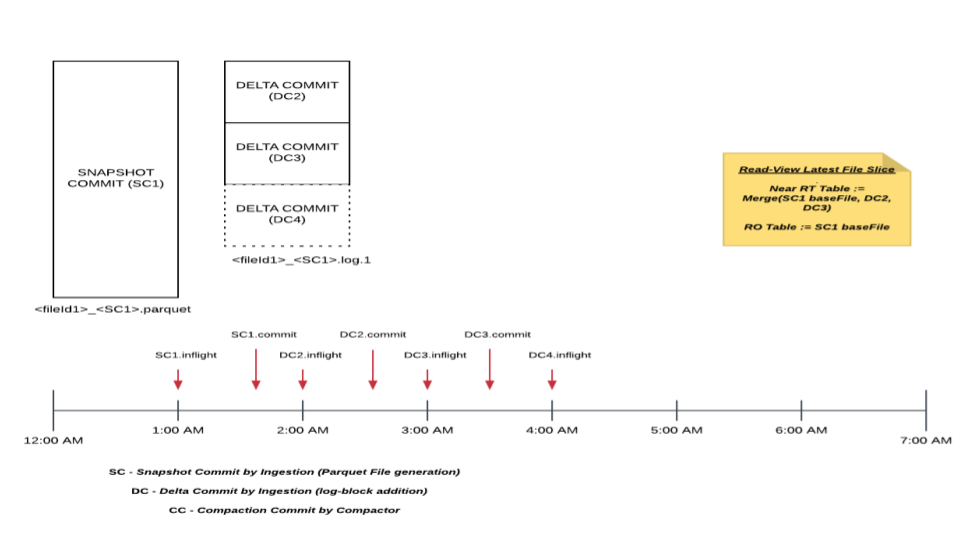 DELTA COMMIT
(DC2)
DELTA COMMIT
(DC3)
SNAPSHOT
COMMIT (SC1)
DELTA COMMIT
(DC4)
<fileId1>_<SC1>.log.1
<fileId1>_<SC1>.parquet
Read-View Latest File Slice
Near RT Table :=
Merge(SC1 baseFile, DC2,
DC3)
RO Table := SC1 baseFile
SC1.commit
DC2.commit
DC3.commit
SC1.inflight
DC2.inflight
DC3.inflight
DC4.inflight
12:00 AM
1:00 AM
2:00 AM
3:00 AM
4:00 AM
5:00 AM
6:00 AM
7:00 AM
SC - Snapshot Commit by Ingestion (Parquet File generation)
DC - Delta Commit by Ingestion (log-block addition)
CC - Compaction Commit by Compactor